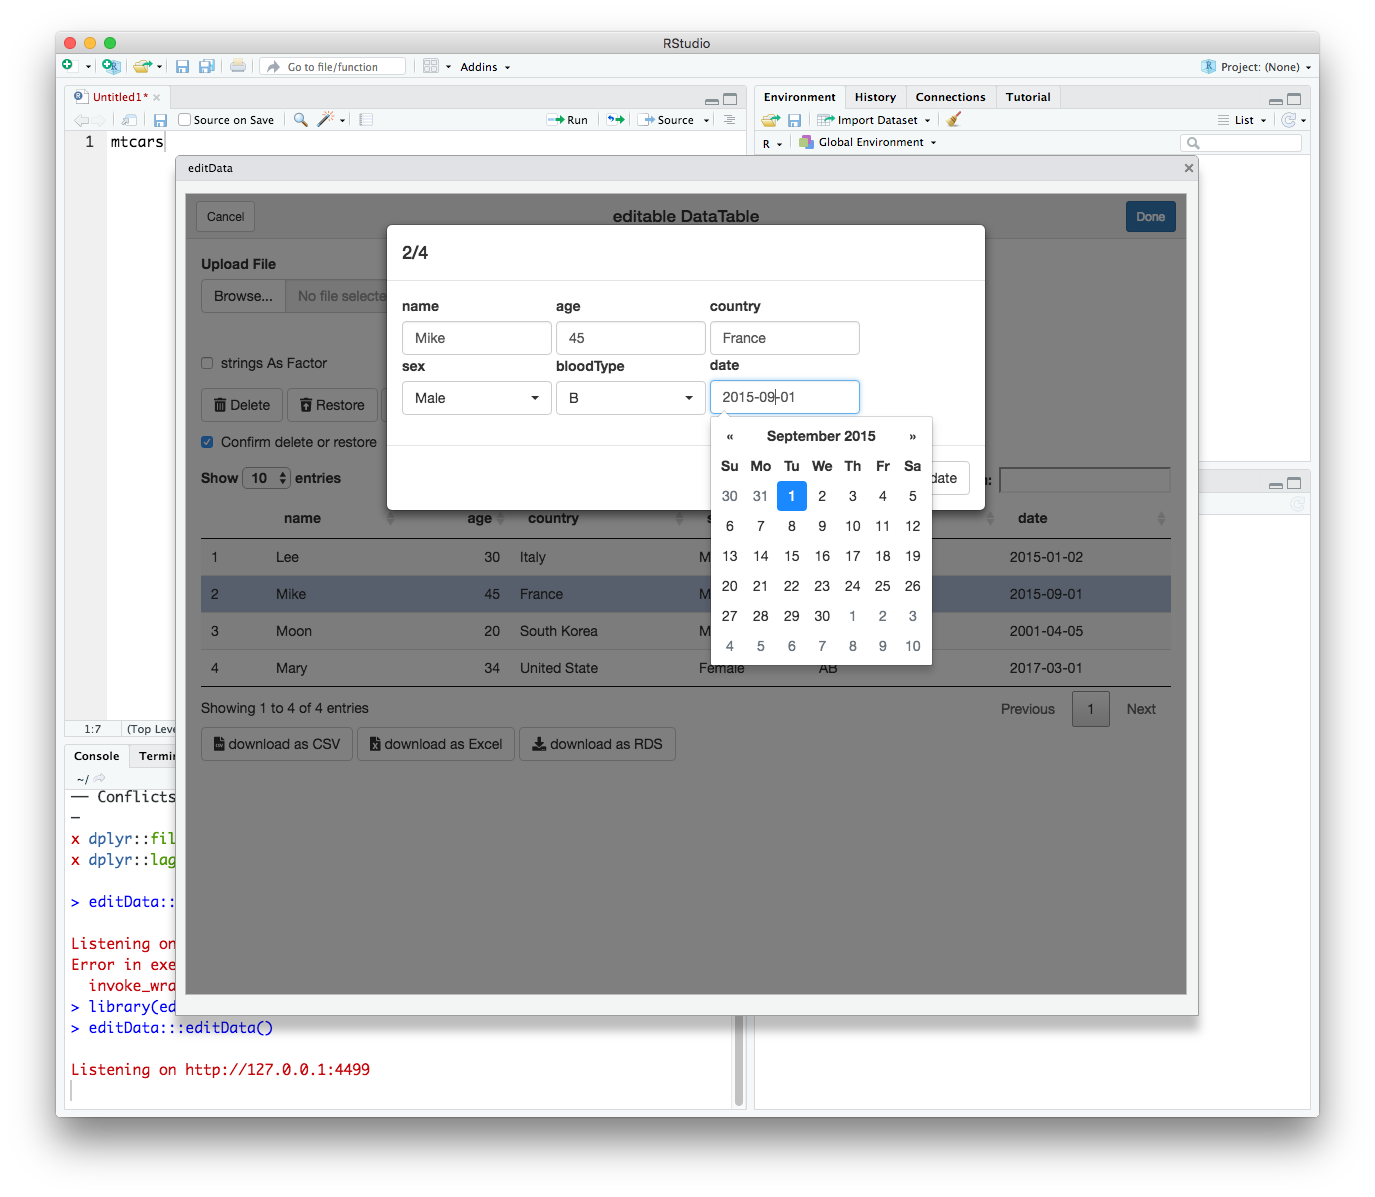 RStudio
Go to file/function
Addins
Project: (None)
Untitled1*
Source on Save
Run
Source
1 mtcars
Environment History Connections Tutorial
Import Dataset
List
R
Global Environment
editData
Cancel
editable DataTable
Done
Upload File
Browse...
No file selecte
strings As Factor
Delete
Restore
Confirm delete or restore
Show 10 entries
2/4
name age country
Mike 45 France
sex bloodType date
Male B 2015-09-01
« September 2015 »
Su Mo Tu We Th Fr Sa
30 31 1 2 3 4 5
6 7 8 9 10 11 12
13 14 15 16 17 18 19
20 21 22 23 24 25 26
27 28 29 30 1 2 3
4 5 6 7 8 9 10
date
name age country date
1 Lee 30 Italy M 2015-01-02
2 Mike 45 France M 2015-09-01
3 Moon 20 South Korea M 2001-04-05
4 Mary 34 United State Female AB 2017-03-01
Showing 1 to 4 of 4 entries
Previous 1 Next
download as CSV
download as Excel
download as RDS
1:7 (Top Leve
Console Termin
~/
── Conflicts
─
x dplyr::fil
x dplyr::lag
> editData::
Listening on
Error in exe
invoke_wra
> library(ed
> editData:::editData()
Listening on http://127.0.0.1:4499